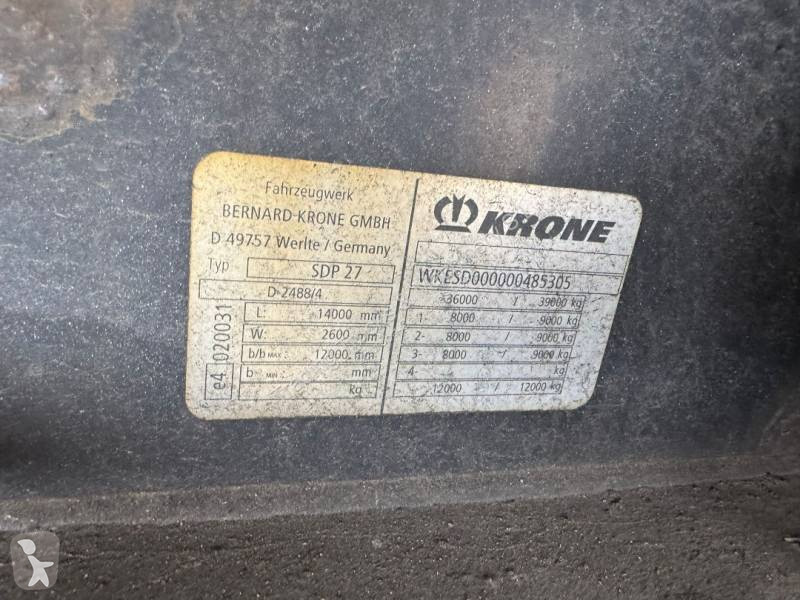 Fahrzeugwerk
BERNARD KRONE GMBH
D 49757 Werlte / Germany
Typ SDP 27
D-2488/4
e4 020031
L: 14000 mm
W: 2600 mm
b/b MAX : 12000 mm
b- MIN : mm
kg
KRONE
WKESD000000485305
36000 / 39000 kg
1- 8000 / 9000 kg
2- 8000 / 9000 kg
3- 8000 / 9000 kg
4- kg
12000 / 12000 kg